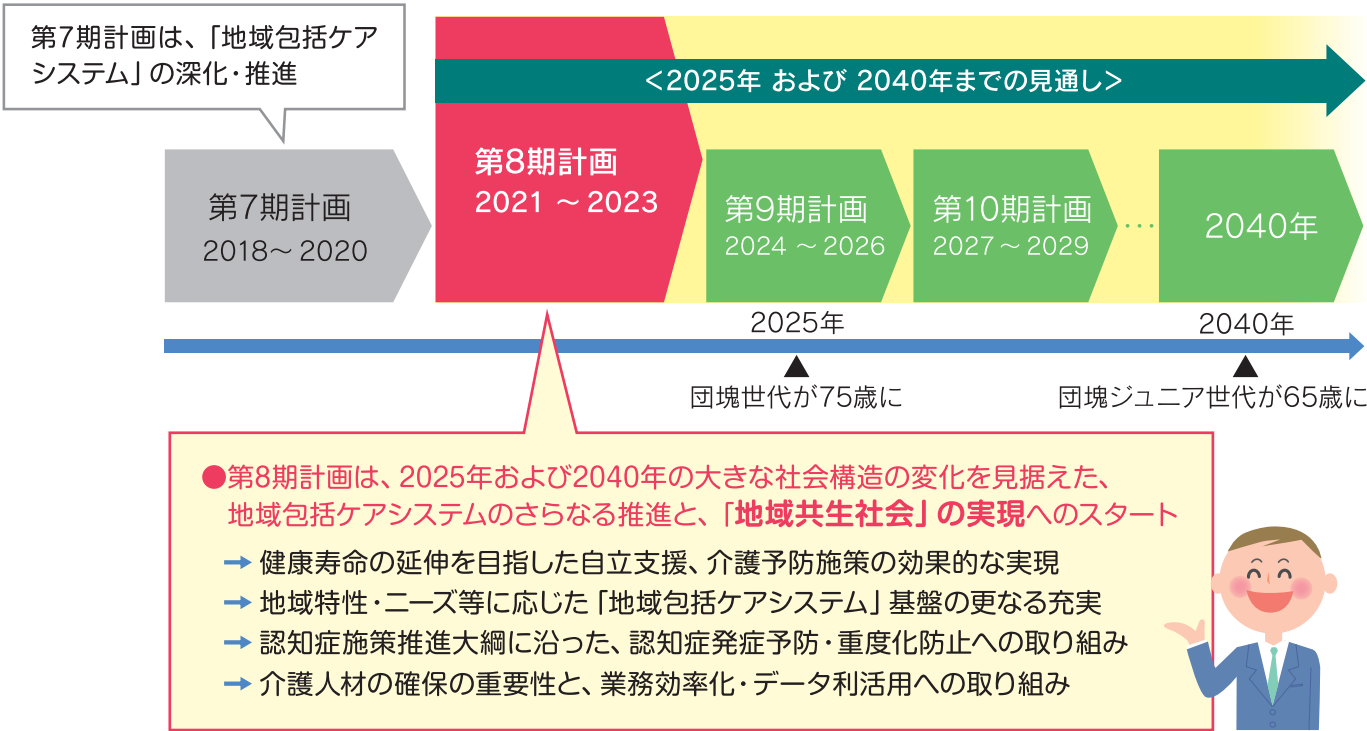 第7期計画は、「地域包括ケア
システム」の深化・推進
<2025年 および 2040年までの見通し>
第7期計画
2018～2020
第8期計画
2021 ～ 2023
第9期計画
2024 ～ 2026
第10期計画
2027～2029
…
2040年
2025年
2040年
▲
▲
団塊世代が75歳に
団塊ジュニア世代が65歳に
●第8期計画は、2025年および2040年の大きな社会構造の変化を見据えた、
地域包括ケアシステムのさらなる推進と、「地域共生社会」の実現へのスタート
→ 健康寿命の延伸を目指した自立支援、介護予防施策の効果的な実現
→ 地域特性・ニーズ等に応じた「地域包括ケアシステム」基盤の更なる充実
→ 認知症施策推進大綱に沿った、認知症発症予防・重度化防止への取り組み
→ 介護人材の確保の重要性と、業務効率化・データ利活用への取り組み